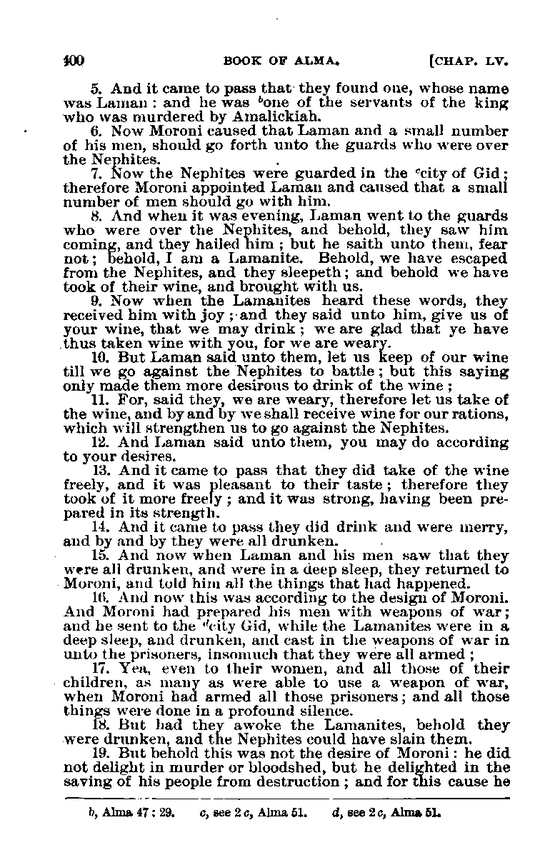 400 BOOK OF ALMA. [CHAP. LV.
5. And it came to pass that they found one, whose name
was Laman : and he was ᵇone of the servants of the king
who was murdered by Amalickiah.
6. Now Moroni caused that Laman and a small number
of his men, should go forth unto the guards who were over
the Nephites.
7. Now the Nephites were guarded in the ᶜcity of Gid ;
therefore Moroni appointed Laman and caused that a small
number of men should go with him.
8. And when it was evening, Laman went to the guards
who were over the Nephites, and behold, they saw him
coming, and they hailed him ; but he saith unto them, fear
not ; behold, I am a Lamanite. Behold, we have escaped
from the Nephites, and they sleepeth ; and behold we have
took of their wine, and brought with us.
9. Now when the Lamanites heard these words, they
received him with joy ; and they said unto him, give us of
your wine, that we may drink ; we are glad that ye have
thus taken wine with you, for we are weary.
10. But Laman said unto them, let us keep of our wine
till we go against the Nephites to battle ; but this saying
only made them more desirous to drink of the wine ;
11. For, said they, we are weary, therefore let us take of
the wine, and by and by we shall receive wine for our rations,
which will strengthen us to go against the Nephites.
12. And Laman said unto them, you may do according
to your desires.
13. And it came to pass that they did take of the wine
freely, and it was pleasant to their taste ; therefore they
took of it more freely ; and it was strong, having been pre-
pared in its strength.
14. And it came to pass they did drink and were merry,
and by and by they were all drunken.
15. And now when Laman and his men saw that they
were all drunken, and were in a deep sleep, they returned to
Moroni, and told him all the things that had happened.
16. And now this was according to the design of Moroni.
And Moroni had prepared his men with weapons of war ;
and he sent to the ᵈcity Gid, while the Lamanites were in a
deep sleep, and drunken, and cast in the weapons of war in
unto the prisoners, insomuch that they were all armed ;
17. Yea, even to their women, and all those of their
children, as many as were able to use a weapon of war,
when Moroni had armed all those prisoners ; and all those
things were done in a profound silence.
18. But had they awoke the Lamanites, behold they
were drunken, and the Nephites could have slain them.
19. But behold this was not the desire of Moroni : he did
not delight in murder or bloodshed, but he delighted in the
saving of his people from destruction ; and for this cause he
b, Alma 47 : 29. c, see 2 c, Alma 51. d, see 2 c, Alma 51.